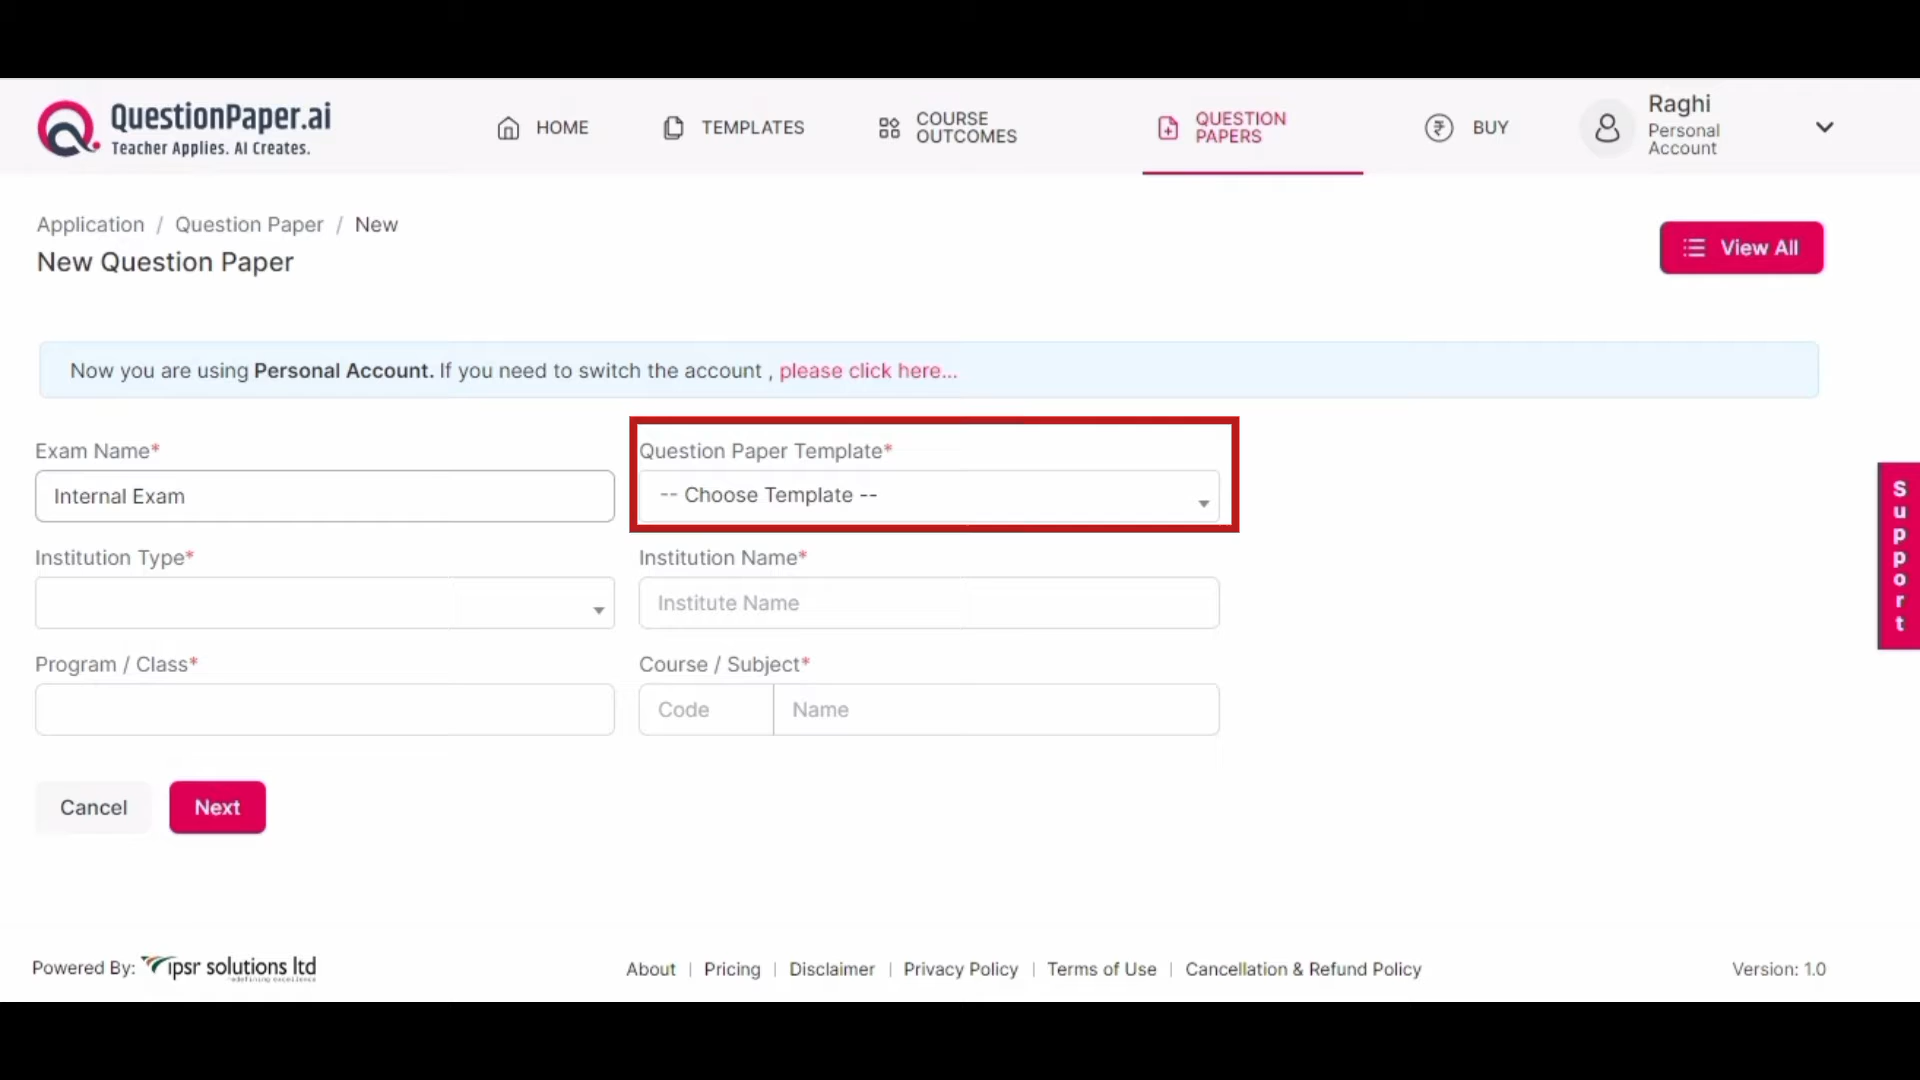 QuestionPaper.ai
Teacher Applies. AI Creates.
HOME
TEMPLATES
COURSE
OUTCOMES
QUESTION
PAPERS
BUY
Raghi
Personal
Account
Application / Question Paper / New
New Question Paper
View All
Now you are using Personal Account. If you need to switch the account , please click here...
Exam Name*
Question Paper Template*
Internal Exam
-- Choose Template --
Institution Type*
Institution Name*
Institute Name
Program / Class*
Course / Subject*
Code
Name
Cancel
Next
Support
Powered By: ipsr solutions ltd
redefining excellence
About | Pricing | Disclaimer | Privacy Policy | Terms of Use | Cancellation & Refund Policy
Version: 1.0